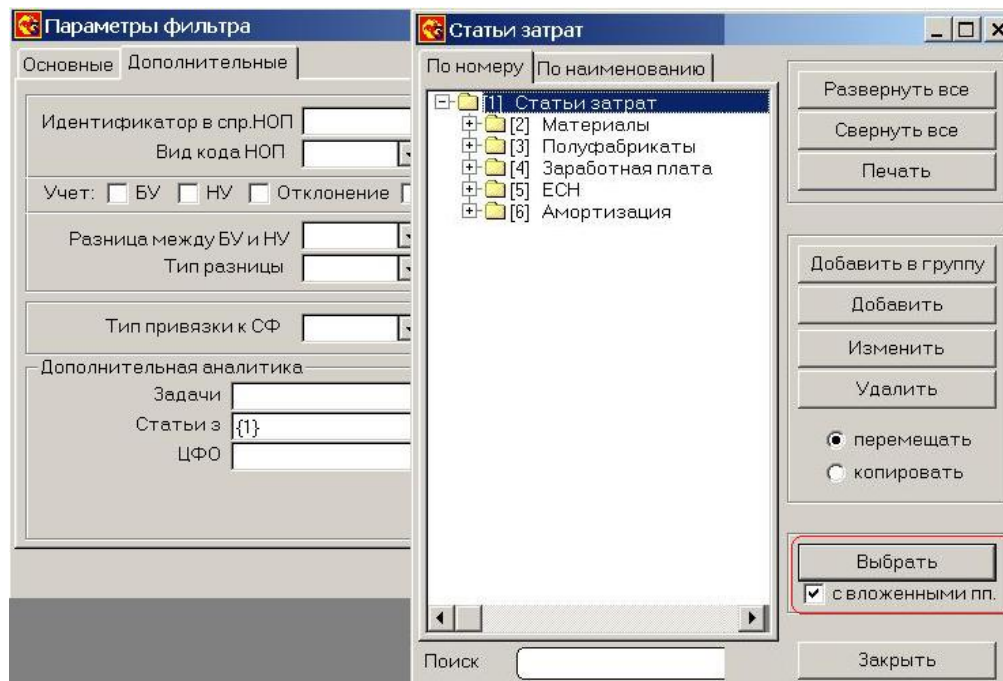 Параметры фильтра
Основные Дополнительные
Идентификатор в спр.НОП
Вид кода НОП
Учет: БУ НУ Отклонение
Разница между БУ и НУ
Тип разницы
Тип привязки к СФ
Дополнительная аналитика
Задачи
Статьи з {1}
ЦФО
Статьи затрат
По номеру По наименованию
[1] Статьи затрат
[2] Материалы
[3] Полуфабрикаты
[4] Заработная плата
[5] ЕСН
[6] Амортизация
Поиск
Развернуть все
Свернуть все
Печать
Добавить в группу
Добавить
Изменить
Удалить
перемещать
копировать
Выбрать
с вложенными пп.
Закрыть